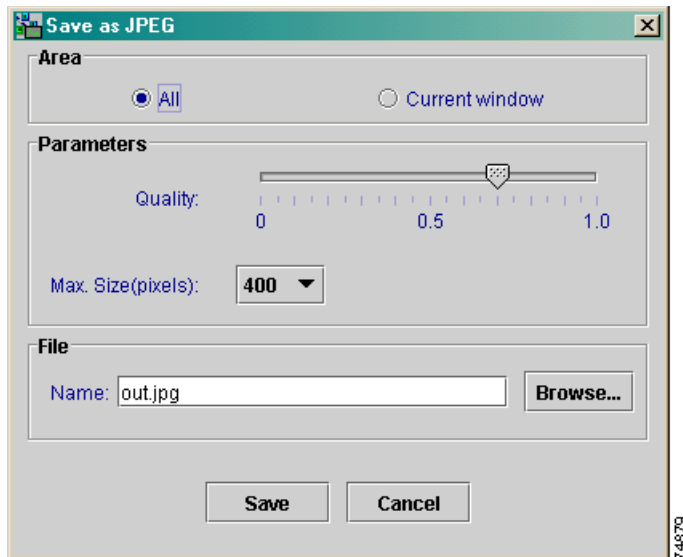 Save as JPEG
Area
All Current window
Parameters
Quality:
0 0.5 1.0
Max. Size(pixels): 400
File
Name: out.jpg Browse...
Save Cancel
74879